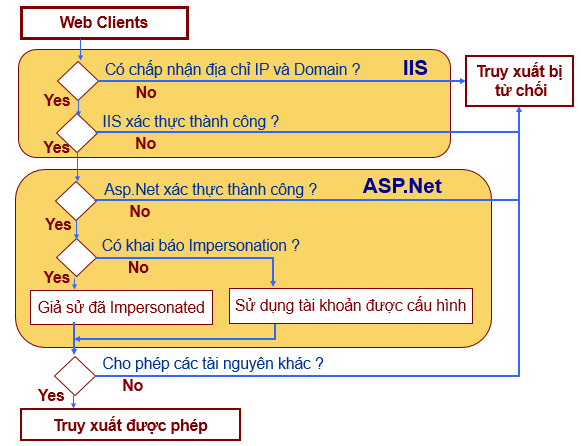 Web Clients
Có chấp nhận địa chỉ IP và Domain ?
IIS
Truy xuất bị
từ chối
Yes
No
IIS xác thực thành công ?
Yes
No
Asp.Net xác thực thành công ?
ASP.Net
No
Yes
Có khai báo Impersonation ?
No
Yes
Giả sử đã Impersonated
Sử dụng tài khoản được cấu hình
Cho phép các tài nguyên khác ?
No
Yes
Truy xuất được phép